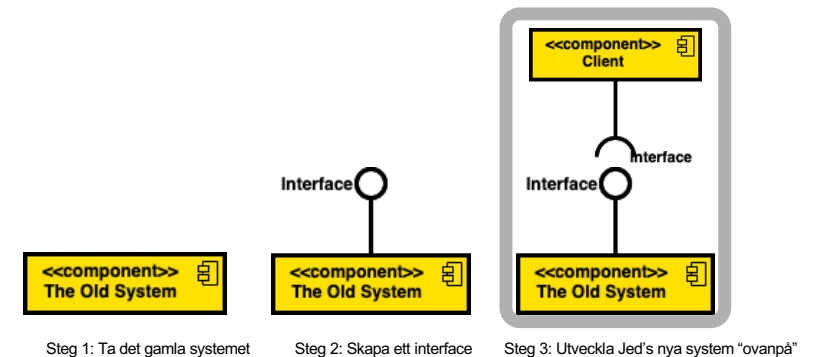 <<component>>
Client
Interface
Interface
Interface
<<component>>
The Old System
<<component>>
The Old System
<<component>>
The Old System
Steg 1: Ta det gamla systemet
Steg 2: Skapa ett interface
Steg 3: Utveckla Jed's nya system “ovanpå”